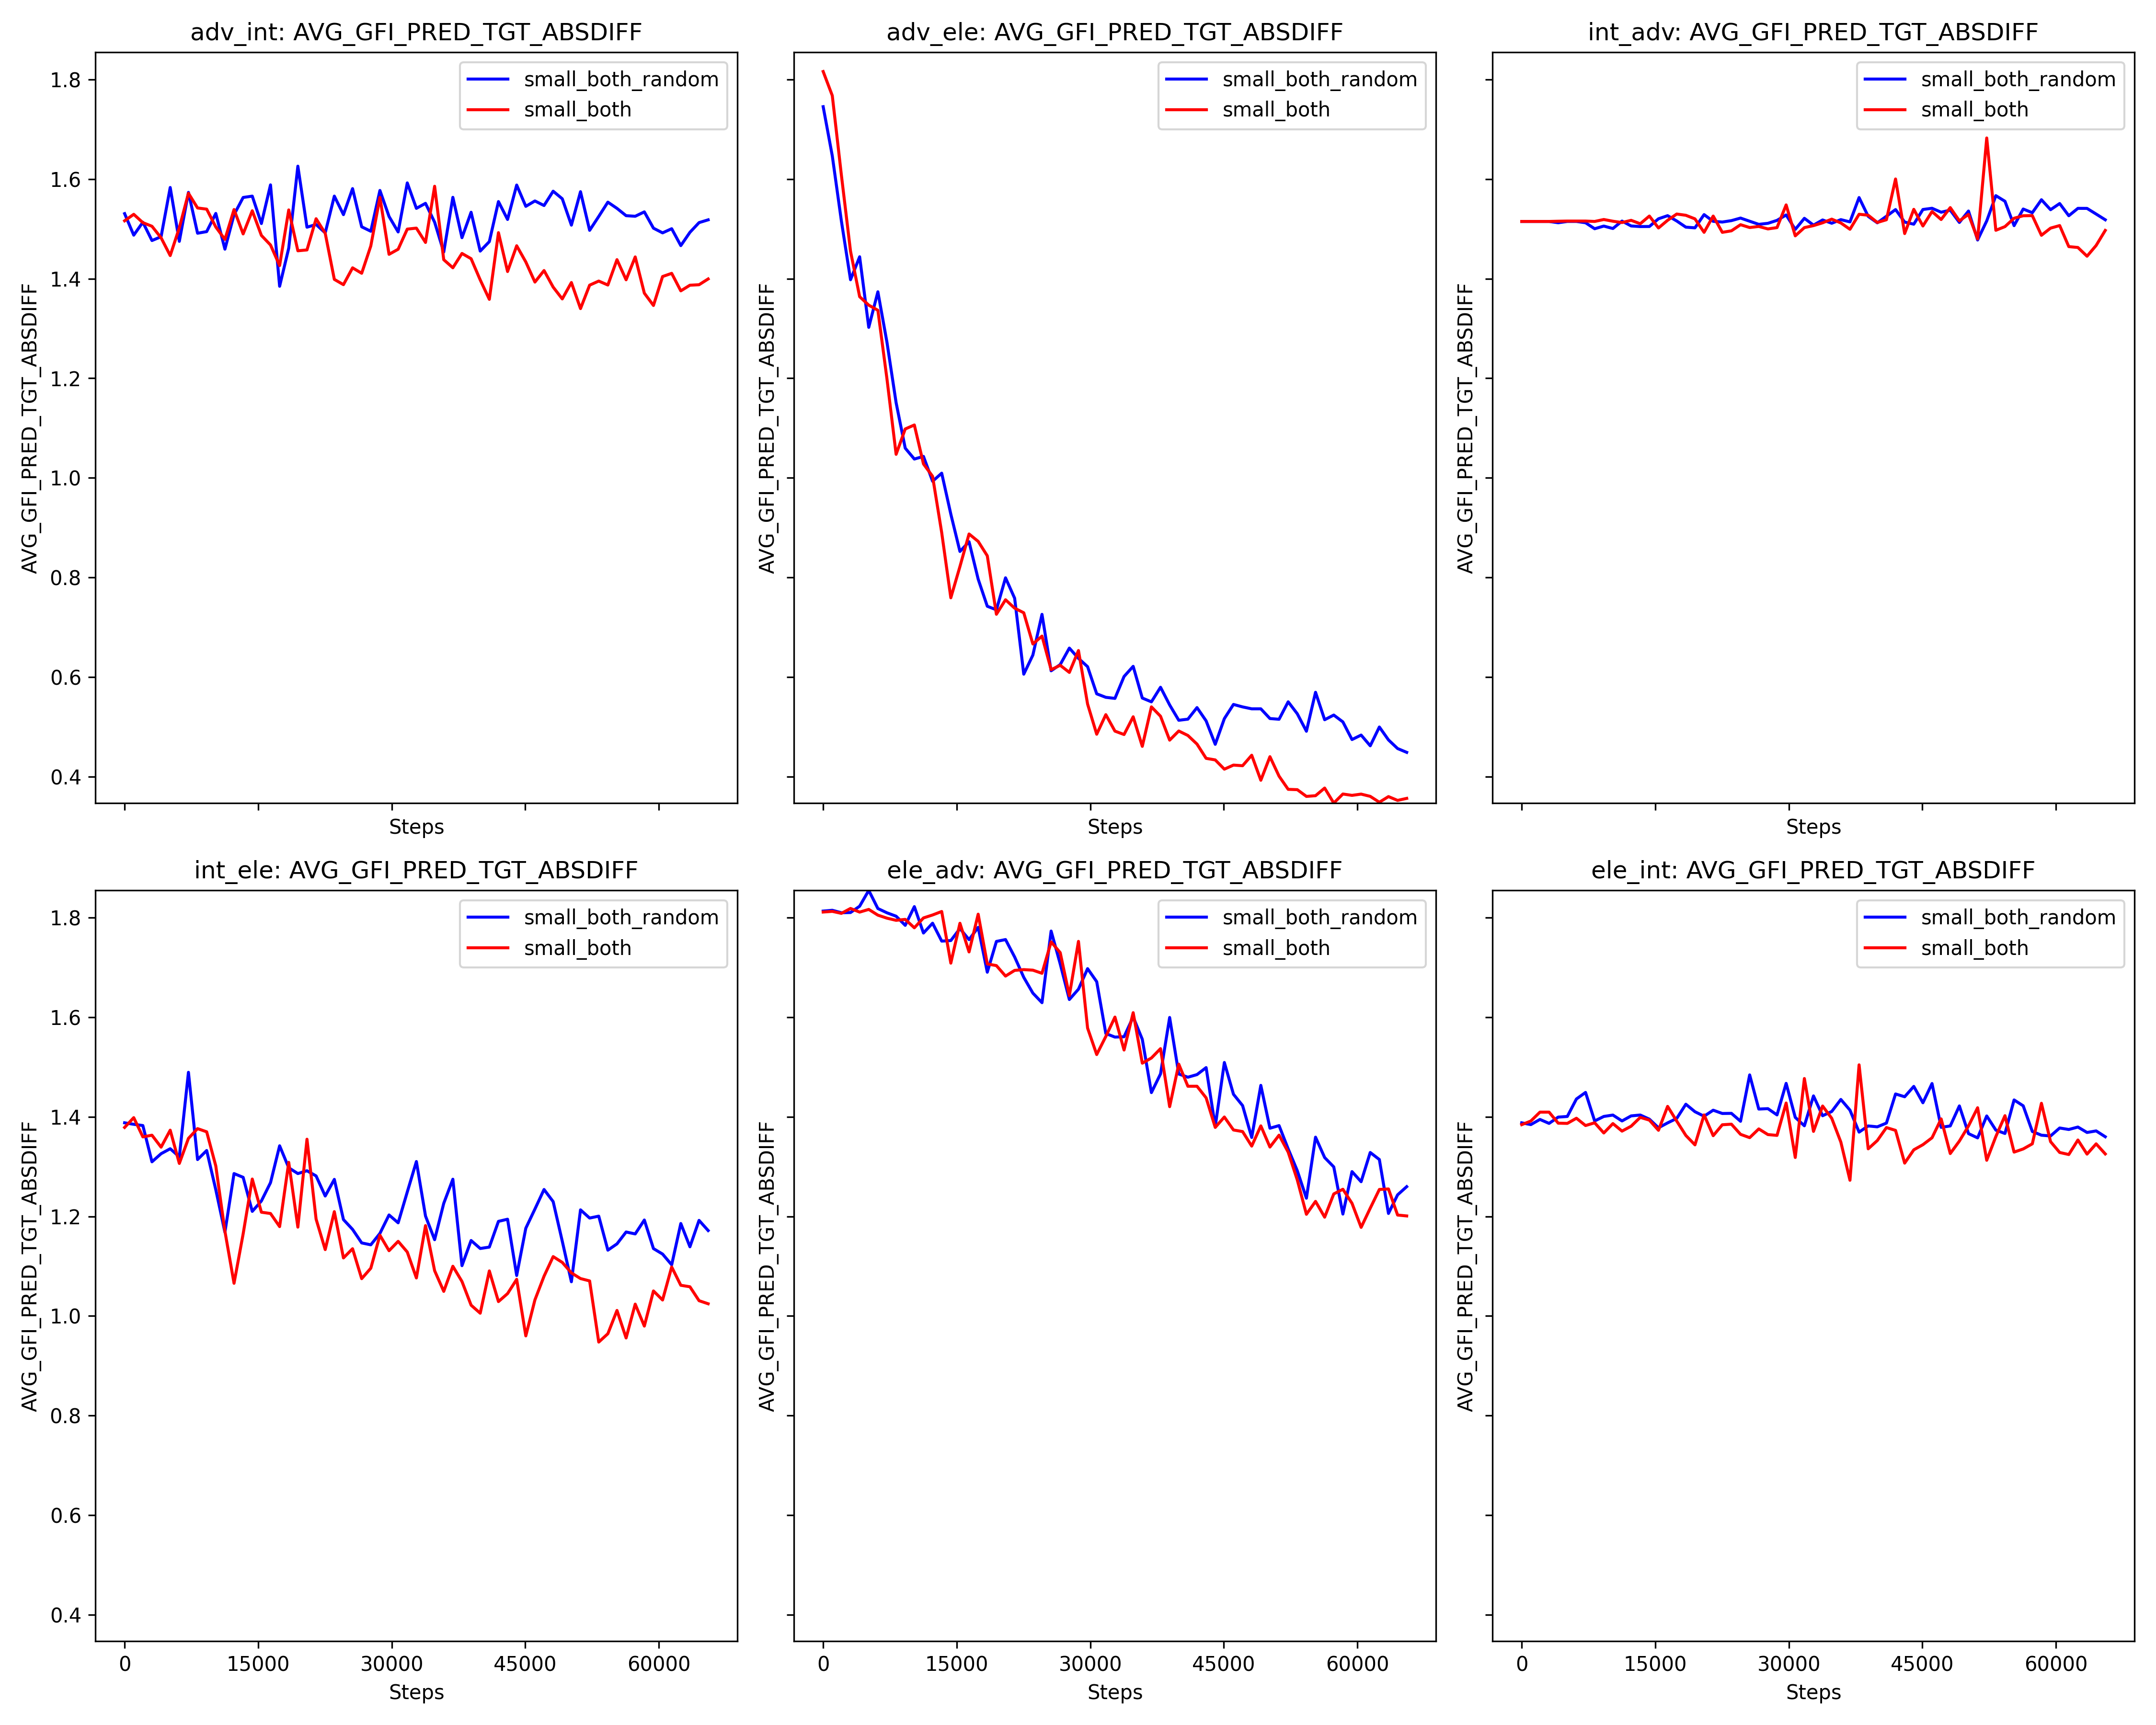 adv_int: AVG_GFI_PRED_TGT_ABSDIFF
AVG_GFI_PRED_TGT_ABSDIFF
1.8
1.6
1.4
1.2
1.0
0.8
0.6
0.4
small_both_random
small_both
Steps
adv_ele: AVG_GFI_PRED_TGT_ABSDIFF
AVG_GFI_PRED_TGT_ABSDIFF
small_both_random
small_both
Steps
int_adv: AVG_GFI_PRED_TGT_ABSDIFF
AVG_GFI_PRED_TGT_ABSDIFF
small_both_random
small_both
Steps
int_ele: AVG_GFI_PRED_TGT_ABSDIFF
AVG_GFI_PRED_TGT_ABSDIFF
1.8
1.6
1.4
1.2
1.0
0.8
0.6
0.4
small_both_random
small_both
0 15000 30000 45000 60000
Steps
ele_adv: AVG_GFI_PRED_TGT_ABSDIFF
AVG_GFI_PRED_TGT_ABSDIFF
small_both_random
small_both
0 15000 30000 45000 60000
Steps
ele_int: AVG_GFI_PRED_TGT_ABSDIFF
AVG_GFI_PRED_TGT_ABSDIFF
small_both_random
small_both
0 15000 30000 45000 60000
Steps